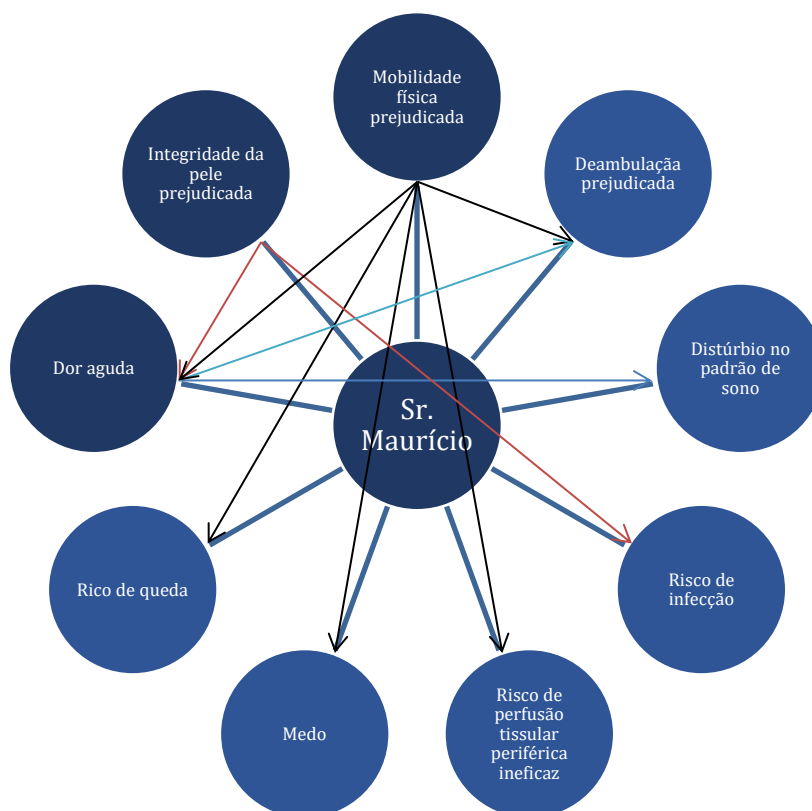 Mobilidade
física
prejudicada
Integridade da
pele
prejudicada
Deambulaçãa
prejudicada
Dor aguda
Distúrbio no
padrão de
sono
Sr.
Maurício
Rico de queda
Risco de
infecção
Medo
Risco de
perfusão
tissular
periférica
ineficaz